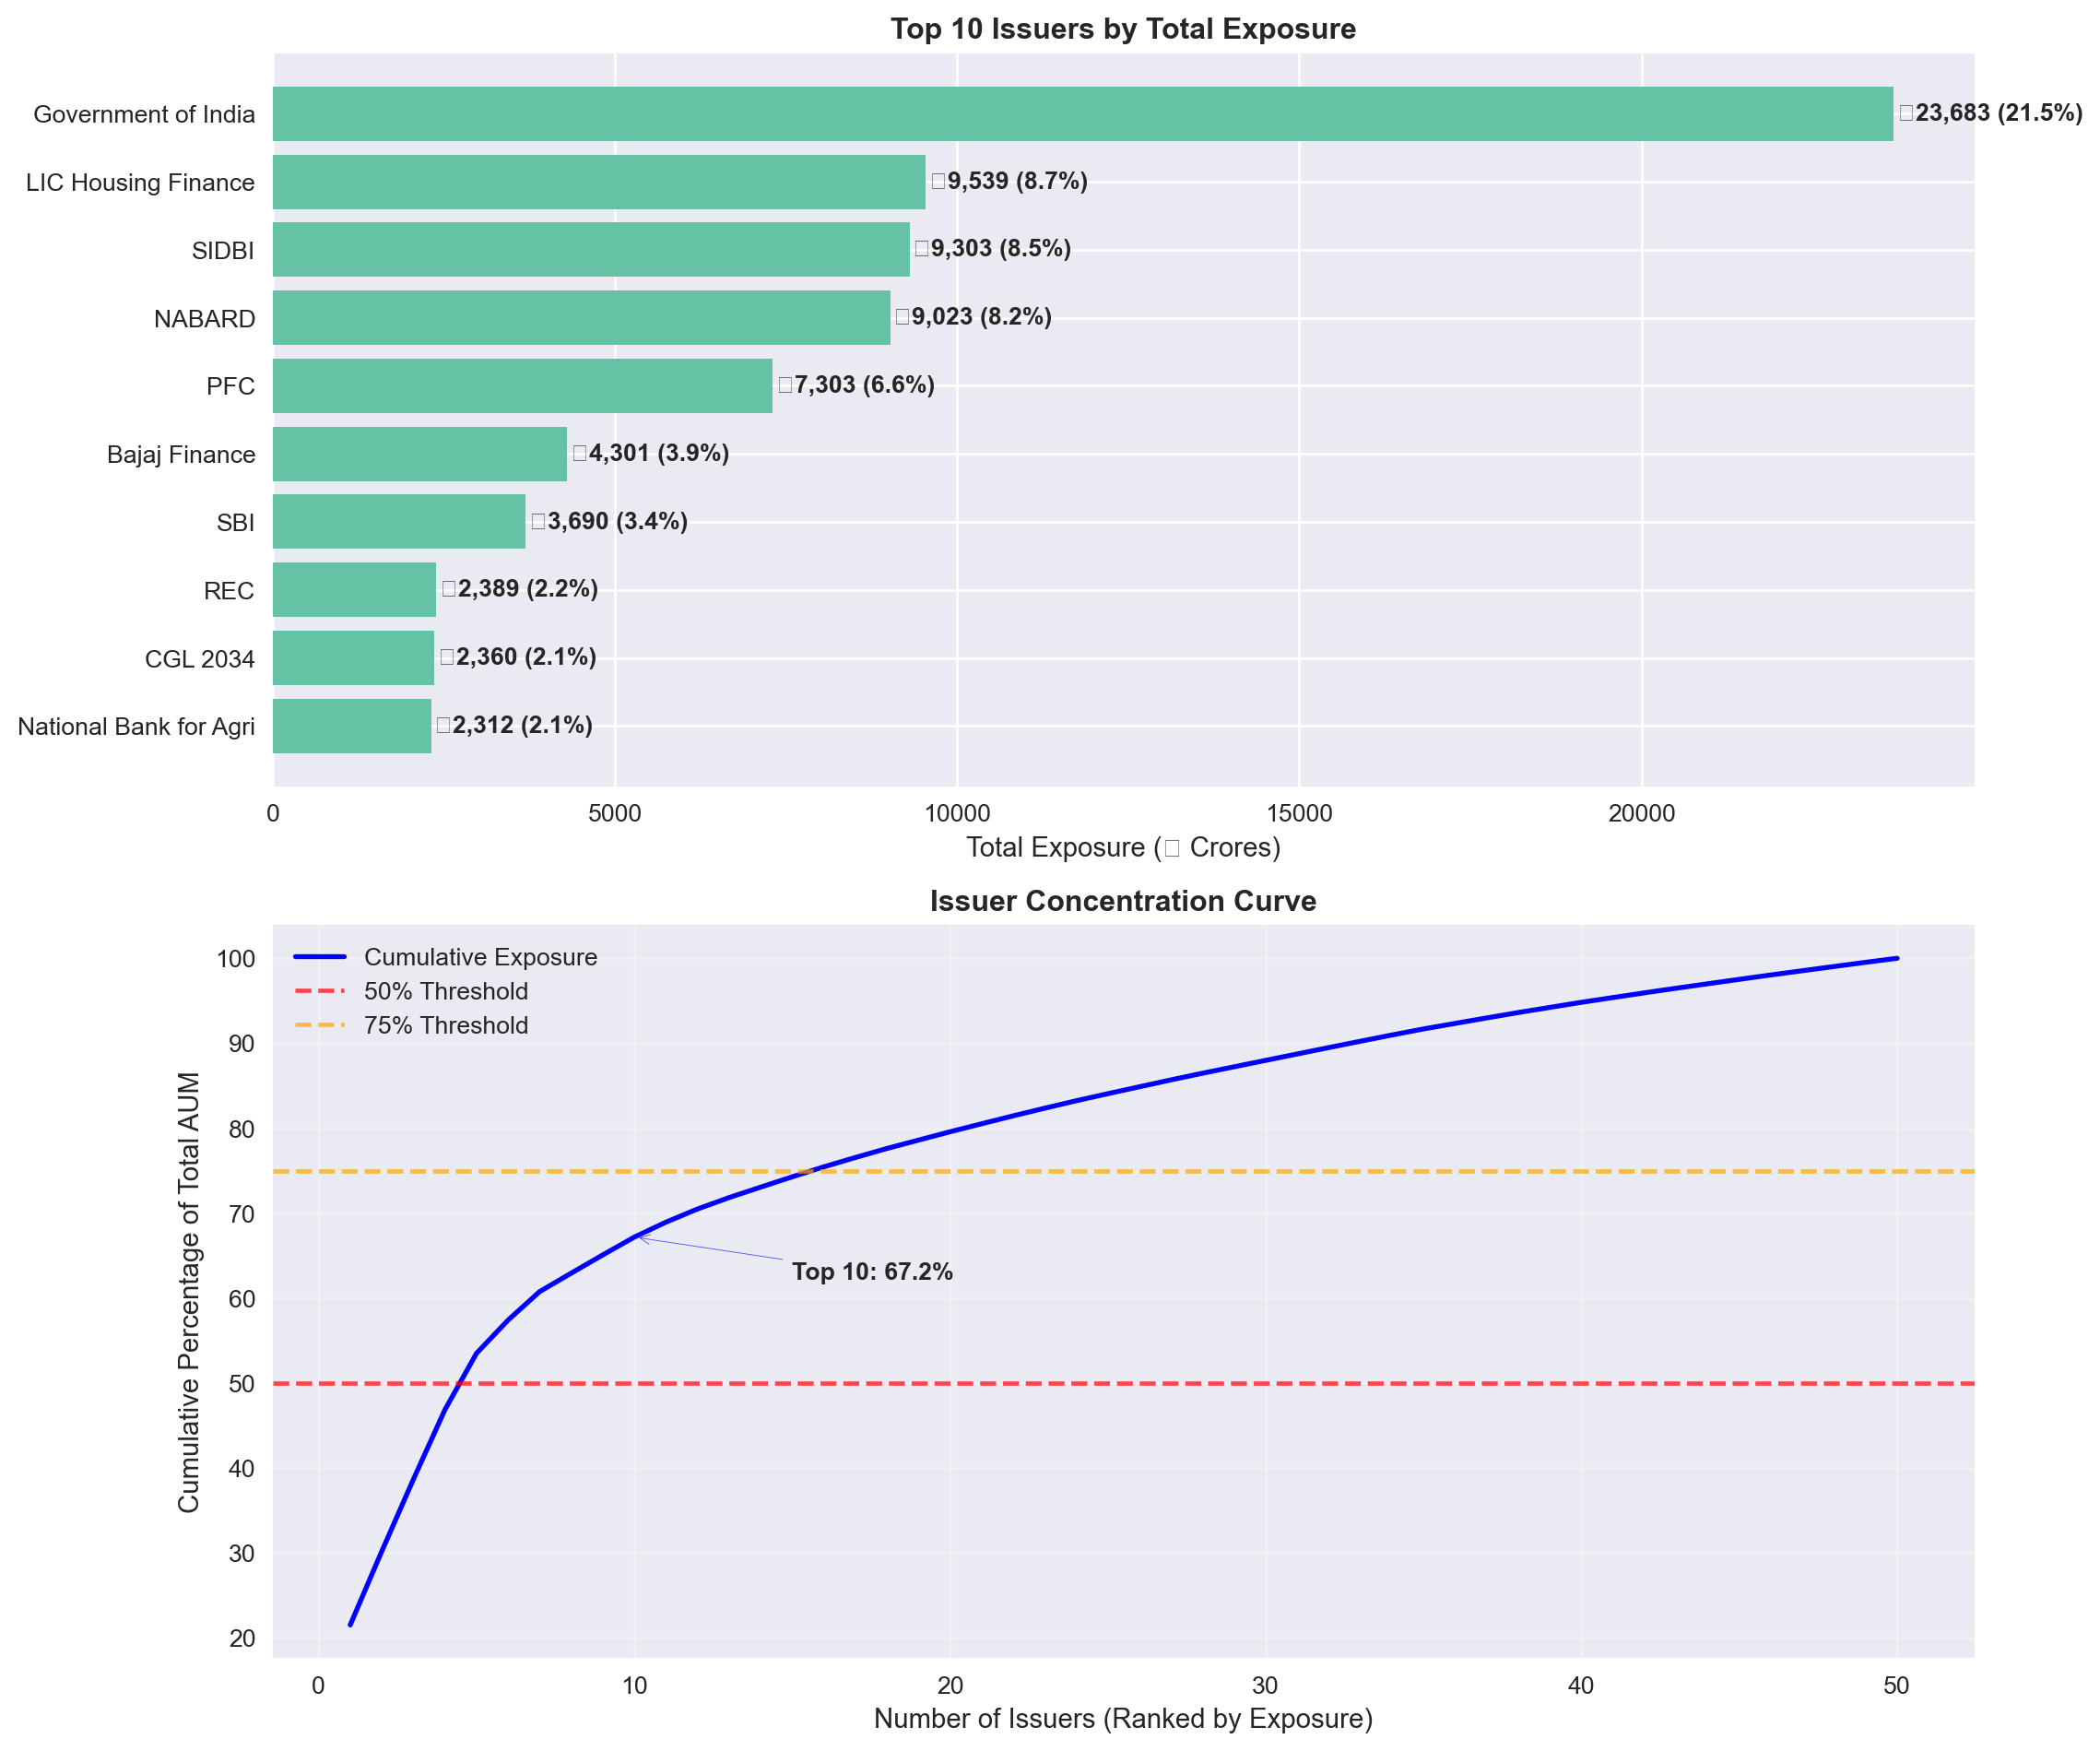 Top 10 Issuers by Total Exposure
Government of India
□23,683 (21.5%)
LIC Housing Finance
□9,539 (8.7%)
SIDBI
□9,303 (8.5%)
NABARD
□9,023 (8.2%)
PFC
□7,303 (6.6%)
Bajaj Finance
□4,301 (3.9%)
SBI
□3,690 (3.4%)
REC
□2,389 (2.2%)
CGL 2034
□2,360 (2.1%)
National Bank for Agri
□2,312 (2.1%)
0 5000 10000 15000 20000
Total Exposure (□ Crores)
Issuer Concentration Curve
Cumulative Exposure
50% Threshold
75% Threshold
100
90
80
70
60
50
40
30
20
Cumulative Percentage of Total AUM
Top 10: 67.2%
0 10 20 30 40 50
Number of Issuers (Ranked by Exposure)